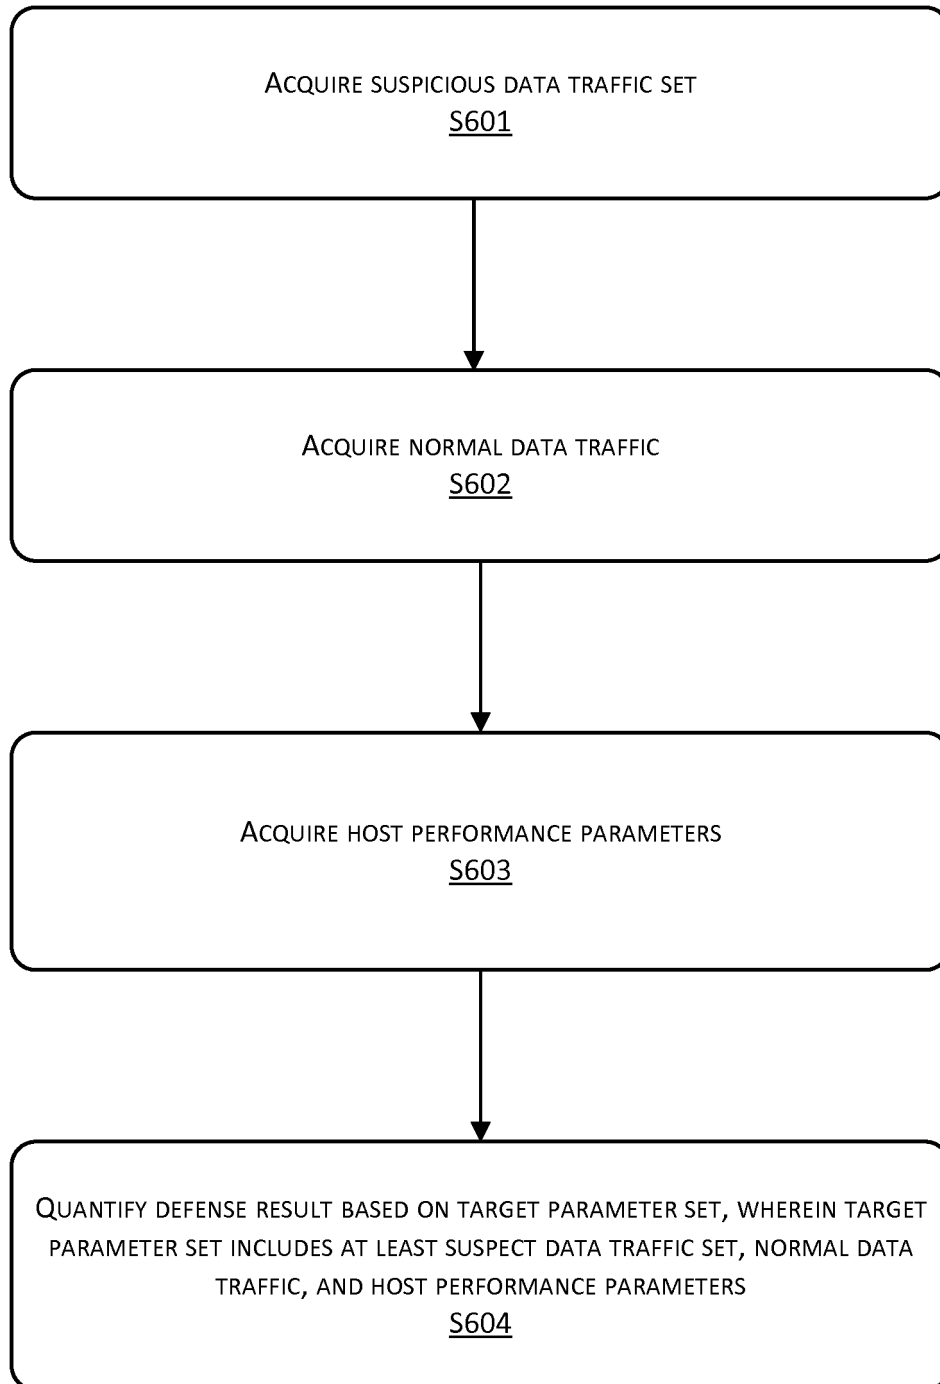 Acquire suspicious data traffic set
S601
Acquire normal data traffic
S602
Acquire host performance parameters
S603
Quantify defense result based on target parameter set, wherein target
parameter set includes at least suspect data traffic set, normal data
traffic, and host performance parameters
S604